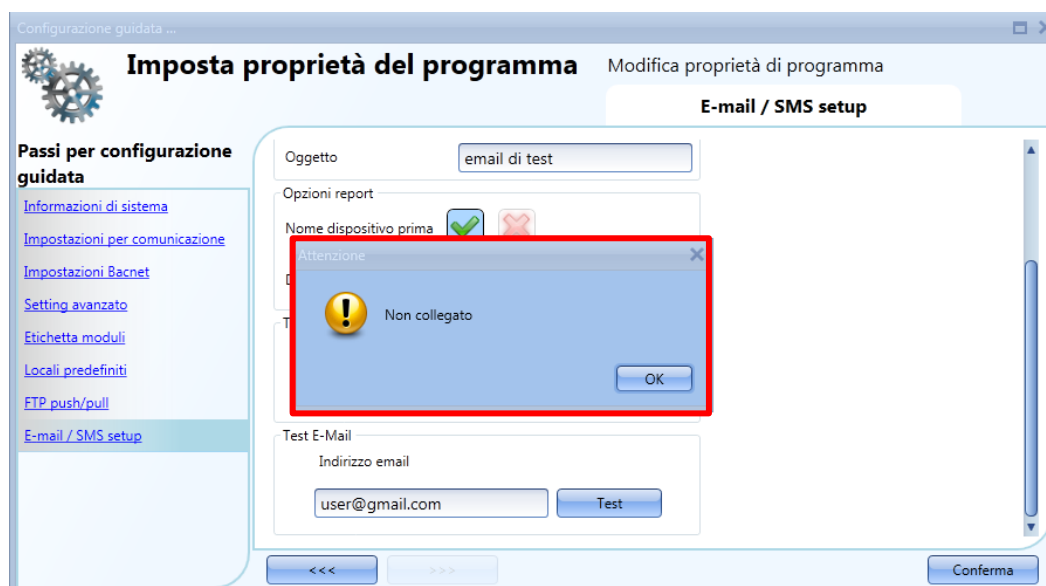 Configurazione guidata ...
Imposta proprietà del programma
Modifica proprietà di programma
E-mail / SMS setup
Passi per configurazione
guidata
Informazioni di sistema
Impostazioni per comunicazione
Impostazioni Bacnet
Setting avanzato
Etichetta moduli
Locali predefiniti
FTP push/pull
E-mail / SMS setup
Oggetto
email di test
Opzioni report
Nome dispositivo prima
Attenzione
Non collegato
OK
Test E-Mail
Indirizzo email
user@gmail.com
Test
<<<
>>>
Conferma